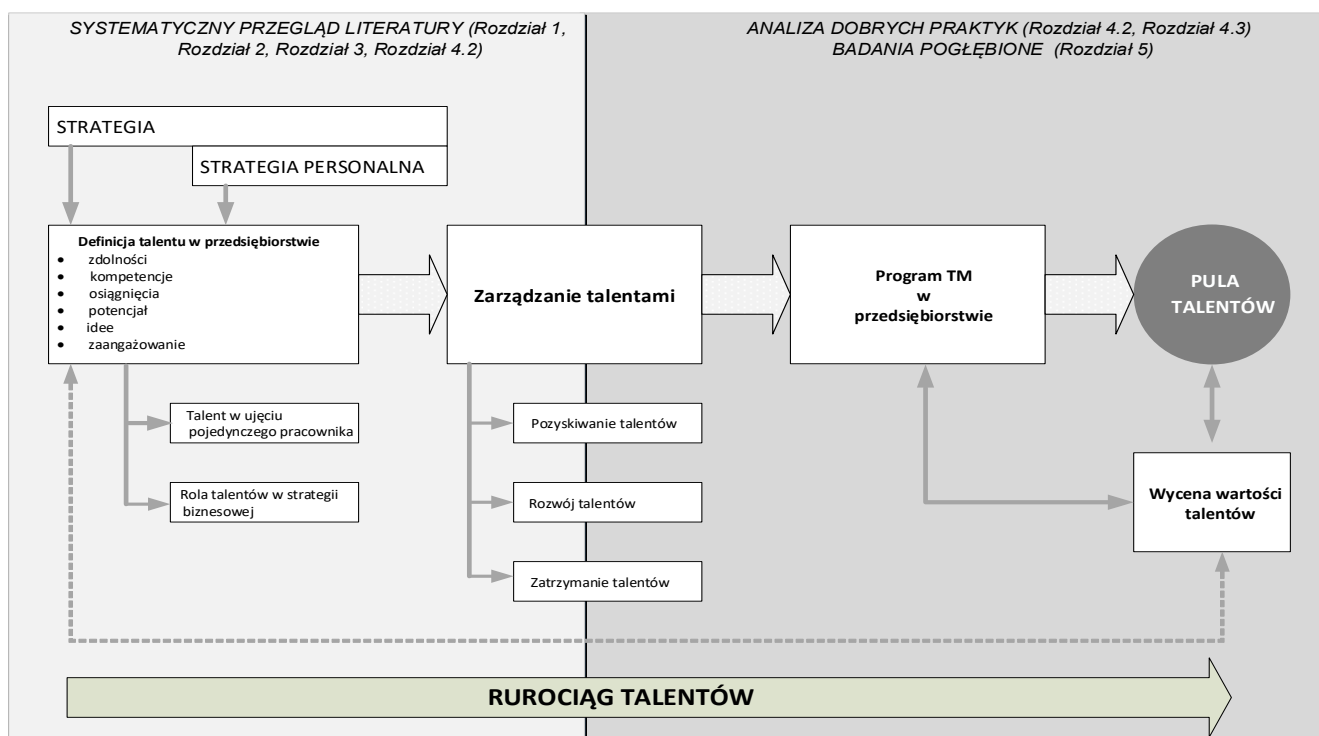 SYSTEMATYCZNY PRZEGLĄD LITERATURY (Rozdział 1,
Rozdział 2, Rozdział 3, Rozdział 4.2)
ANALIZA DOBRYCH PRAKTYK (Rozdział 4.2, Rozdział 4.3)
BADANIA POGŁĘBIONE (Rozdział 5)
STRATEGIA
STRATEGIA PERSONALNA
Definicja talentu w przedsiębiorstwie
• zdolności
• kompetencje
• osiągnięcia
• potencjał
• idee
• zaangażowanie
Talent w ujęciu
pojedynczego pracownika
Rola talentów w strategii
biznesowej
Zarządzanie talentami
Pozyskiwanie talentów
Rozwój talentów
Zatrzymanie talentów
Program TM
w
przedsiębiorstwie
PULA
TALENTÓW
Wycena wartości
talentów
RUROCIĄG TALENTÓW